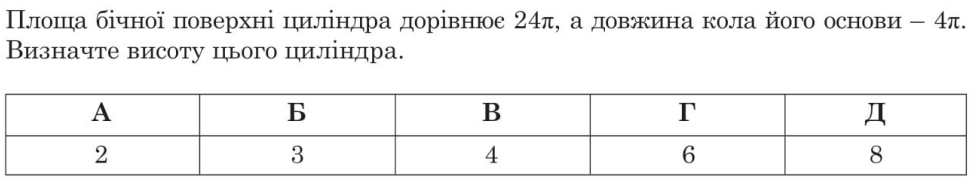 Площа бічної поверхні циліндра дорівнює 24π, а довжина кола його основи – 4π.
Визначте висоту цього циліндра.
А Б В Г Д
2 3 4 6 8